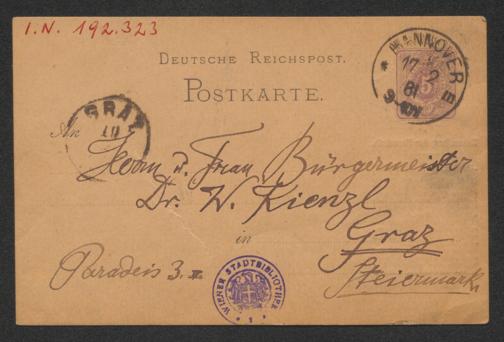 I.N. 192.323
DEUTSCHE REICHSPOST.
POSTKARTE.
HANNOVER
17 2
81
GRAZ
An
Herrn u. Frau Bürgermeister
Dr. W. Kienzl
in
Graz
Paradeis 3. II
Steiermark.
WIENER STADTBIBLIOTHEK